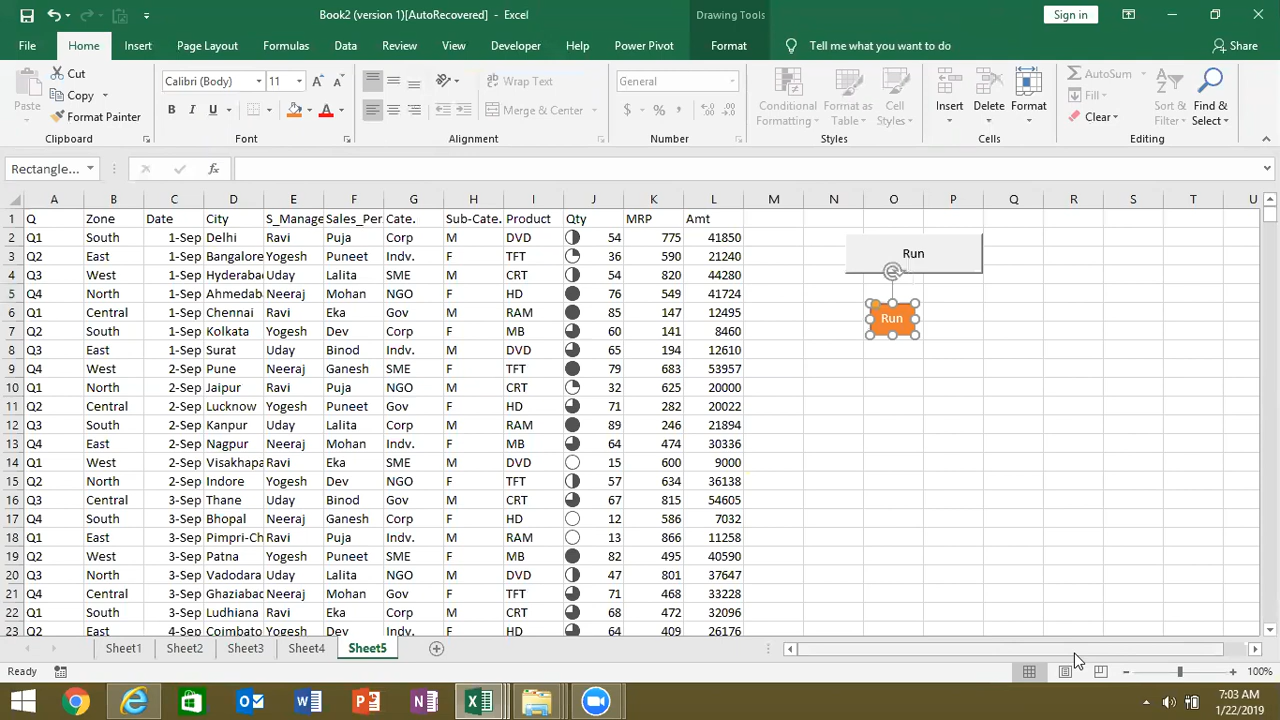 Book2 (version 1)[AutoRecovered] - Excel
Drawing Tools
Sign in
File Home Insert Page Layout Formulas Data Review View Developer Help Power Pivot Format Tell me what you want to do Share
Paste Cut Copy Format Painter
Calibri (Body) 11 B I U A
ab Wrap Text
Merge & Center
General $ % ,
Conditional Formatting Format as Table Cell Styles
Insert Delete Format
AutoSum Fill Clear Sort & Filter Find & Select
Clipboard Font Alignment Number Styles Cells Editing
Rectangle... fx
A B C D E F G H I J K L M N O P Q R S T U
1 Q Zone Date City S_Manage Sales_Per Cate. Sub-Cate. Product Qty MRP Amt
2 Q1 South 1-Sep Delhi Ravi Puja Corp M DVD 54 775 41850
3 Q2 East 1-Sep Bangalore Yogesh Puneet Indv. F TFT 36 590 21240
4 Q3 West 1-Sep Hyderabad Uday Lalita SME M CRT 54 820 44280
5 Q4 North 1-Sep Ahmedab Neeraj Mohan NGO F HD 76 549 41724
6 Q1 Central 1-Sep Chennai Ravi Eka Gov M RAM 85 147 12495
7 Q2 South 1-Sep Kolkata Yogesh Dev Corp F MB 60 141 8460
8 Q3 East 1-Sep Surat Uday Binod Indv. M DVD 65 194 12610
9 Q4 West 2-Sep Pune Neeraj Ganesh SME F TFT 79 683 53957
10 Q1 North 2-Sep Jaipur Ravi Puja NGO M CRT 32 625 20000
11 Q2 Central 2-Sep Lucknow Yogesh Puneet Gov F HD 71 282 20022
12 Q3 South 2-Sep Kanpur Uday Lalita Corp M RAM 89 246 21894
13 Q4 East 2-Sep Nagpur Neeraj Mohan Indv. F MB 64 474 30336
14 Q1 West 2-Sep Visakhapa Ravi Eka SME M DVD 15 600 9000
15 Q2 North 2-Sep Indore Yogesh Dev NGO F TFT 57 634 36138
16 Q3 Central 3-Sep Thane Uday Binod Gov M CRT 67 815 54605
17 Q4 South 3-Sep Bhopal Neeraj Ganesh Corp F HD 12 586 7032
18 Q1 East 3-Sep Pimpri-Ch Ravi Puja Indv. M RAM 13 866 11258
19 Q2 West 3-Sep Patna Yogesh Puneet SME F MB 82 495 40590
20 Q3 North 3-Sep Vadodara Uday Lalita NGO M DVD 47 801 37647
21 Q4 Central 3-Sep Ghaziabad Neeraj Mohan Gov F TFT 71 468 33228
22 Q1 South 3-Sep Ludhiana Ravi Eka Corp M CRT 68 472 32096
23 Q2 East 4-Sep Coimbato Yogesh Dev Indv. F HD 64 409 26176
Run
Run
Sheet1 Sheet2 Sheet3 Sheet4 Sheet5
Ready 100%
7:03 AM
1/22/2019